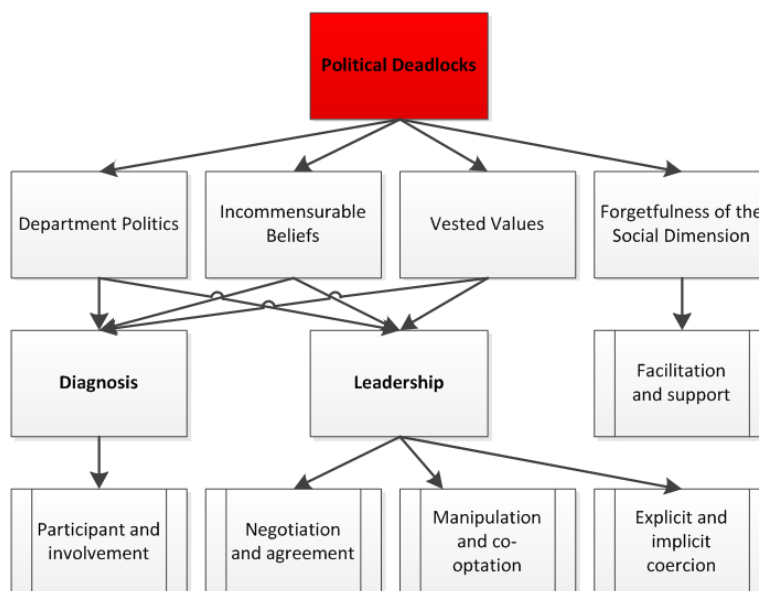 Political Deadlocks
Department Politics
Incommensurable
Beliefs
Vested Values
Forgetfulness of the
Social Dimension
Diagnosis
Leadership
Facilitation
and support
Participant and
involvement
Negotiation
and agreement
Manipulation
and co-
optation
Explicit and
implicit
coercion